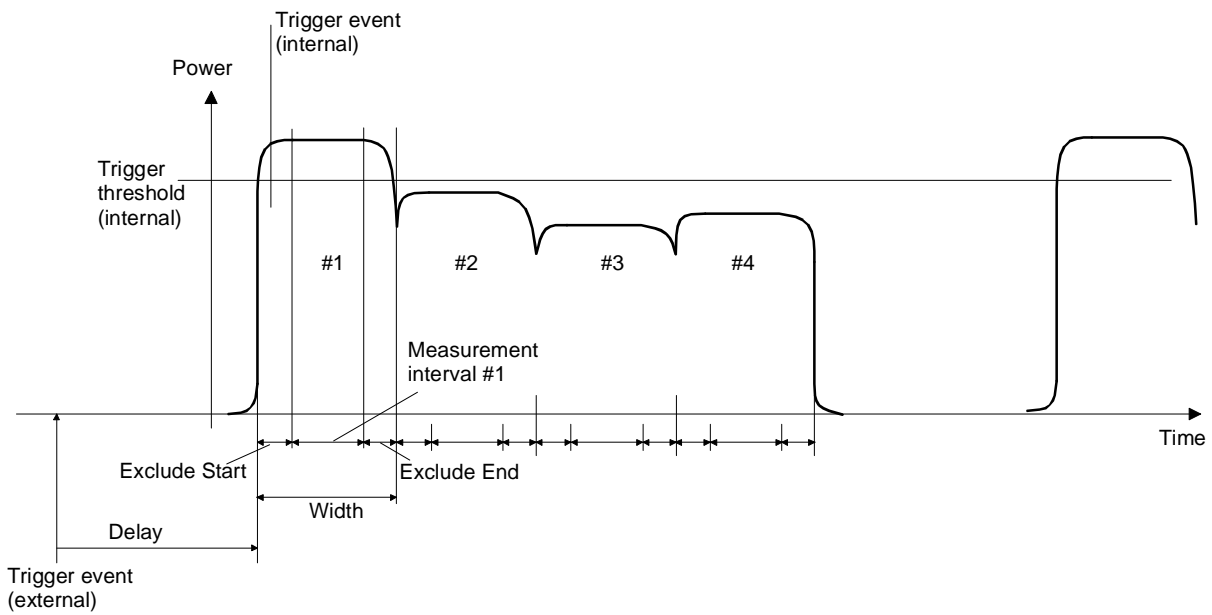 Trigger event
(internal)
Power
Trigger
threshold
(internal)
#1
#2
#3
#4
Measurement
interval #1
Time
Exclude Start
Exclude End
Width
Delay
Trigger event
(external)